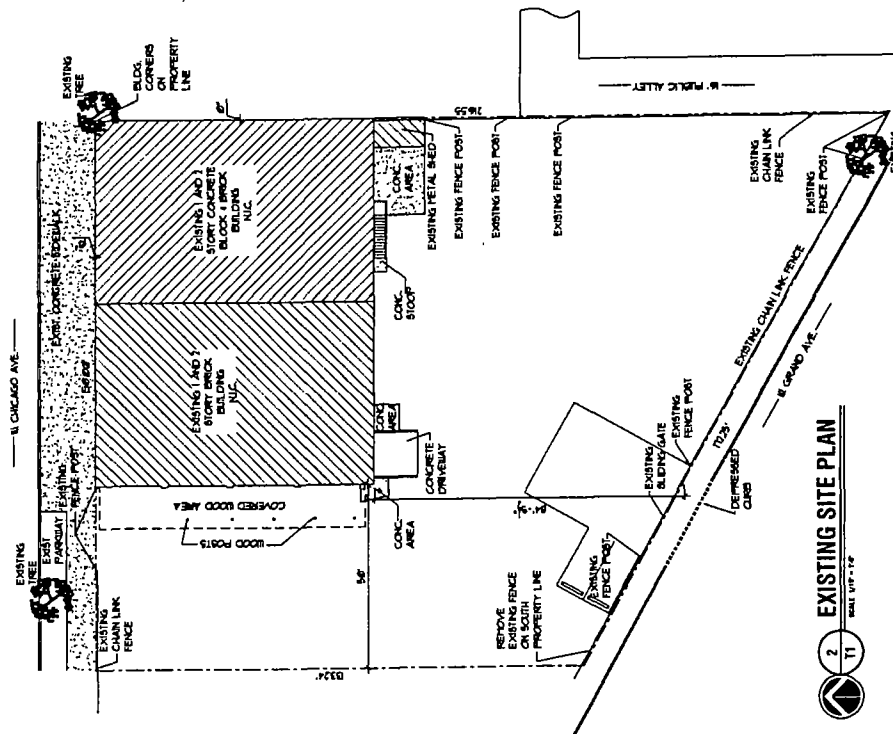 W. CHICAGO AVE.
EXISTING
TREE
EXIST
PARKWAY
EXISTING
FENCE POST
EXIST CONCRETE SIDEWALK
EXISTING
TREE
BLDG.
CORNERS
ON
PROPERTY
LINE
EXISTING
CHAIN LINK
FENCE
WOOD POSTS
COVERED WOOD AREA
EXISTING 1 AND 2
STORY BRICK
BUILDING
N.I.C.
EXISTING 1 AND 2
STORY CONCRETE
BLOCK & BRICK
BUILDING
N.I.C.
CONC.
AREA
CONCRETE
DRIVEWAY
CONC
AREA
CONC.
STOOP
CONC.
AREA
EXISTING METAL SHED
EXISTING FENCE POST
EXISTING FENCE POST
EXISTING FENCE POST
216.55
16' PUBLIC ALLEY
EXISTING
CHAIN LINK
FENCE
EXISTING
FENCE POST
EXISTING
EXISTING CHAIN LINK FENCE
W. GRAND AVE.
EXISTING
FENCE POST
EXISTING
SLIDING GATE
DEPRESSED
CURB
EXISTING
FENCE POST
REMOVE
EXISTING FENCE
ON SOUTH
PROPERTY LINE
2
T1
EXISTING SITE PLAN